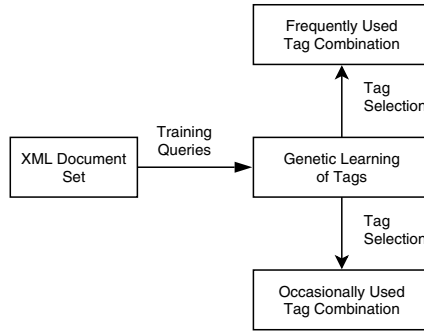 Frequently Used
Tag Combination
Tag
Selection
Training
Queries
XML Document
Set
Genetic Learning
of Tags
Tag
Selection
Occasionally Used
Tag Combination